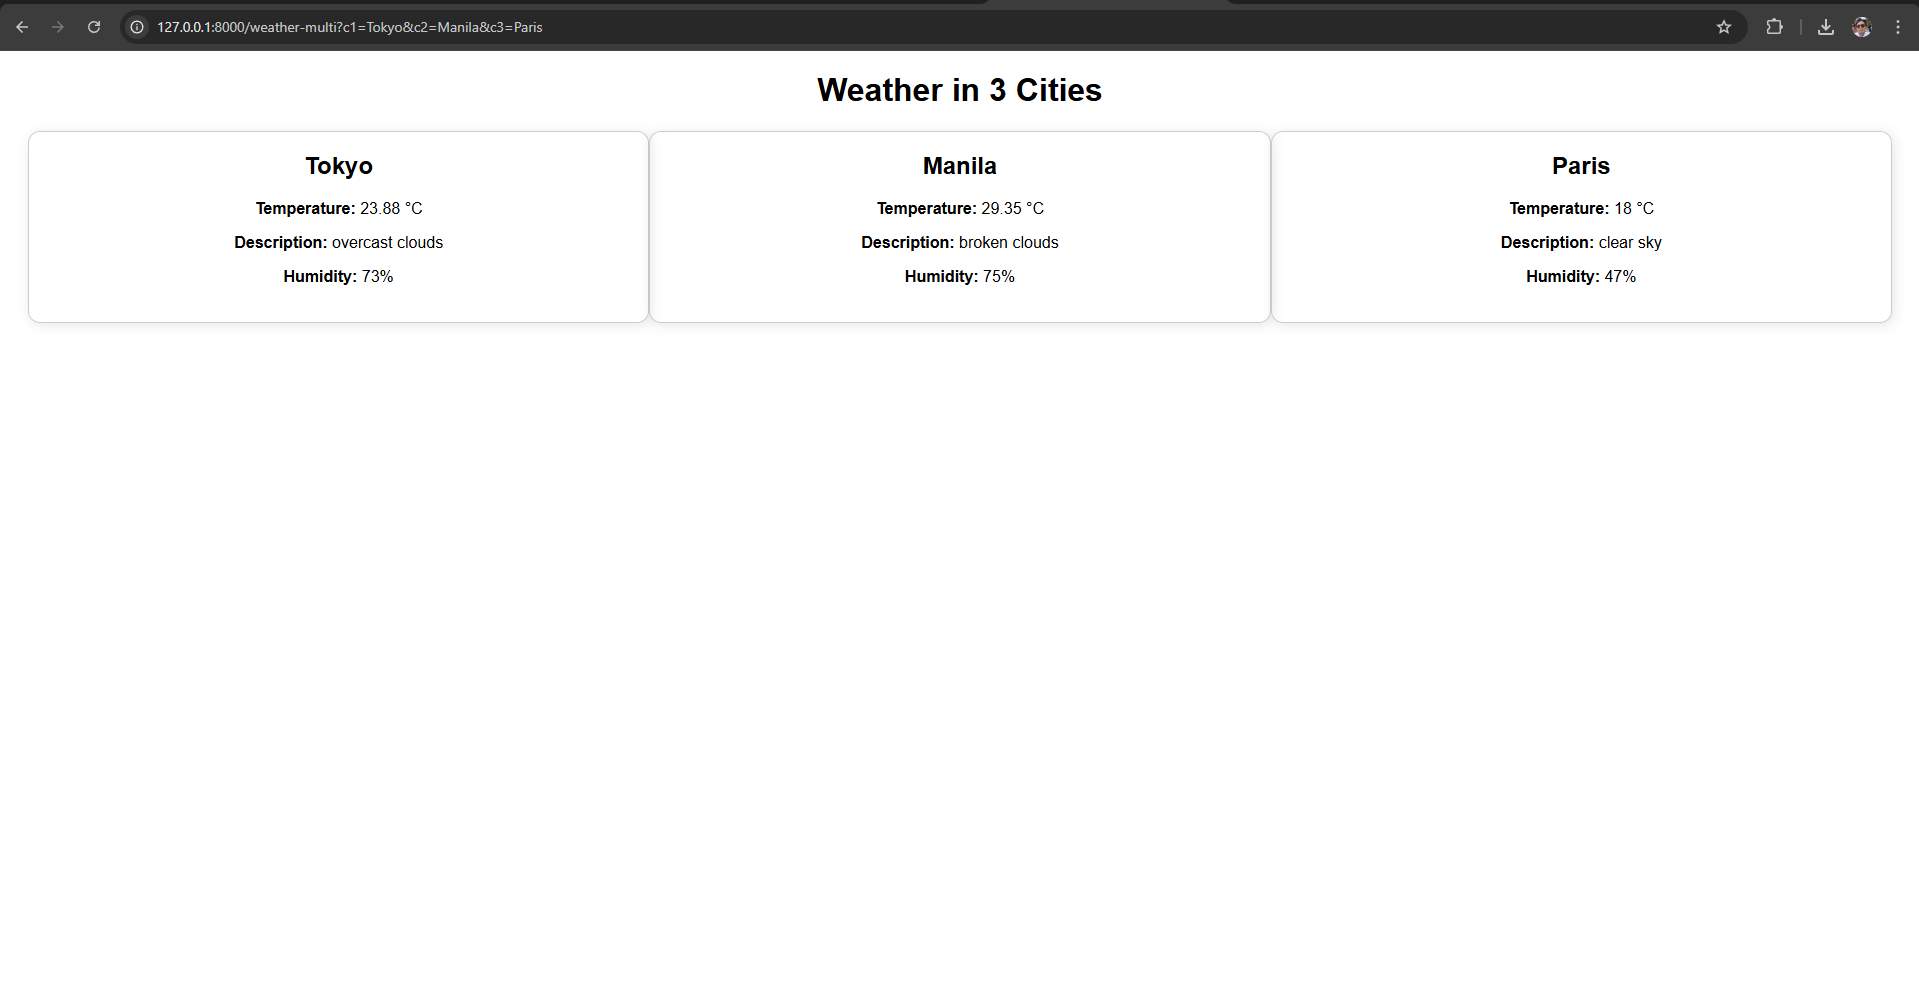 127.0.0.1:8000/weather-multi?c1=Tokyo&c2=Manila&c3=Paris
Weather in 3 Cities
Tokyo
Temperature: 23.88 °C
Description: overcast clouds
Humidity: 73%
Manila
Temperature: 29.35 °C
Description: broken clouds
Humidity: 75%
Paris
Temperature: 18 °C
Description: clear sky
Humidity: 47%